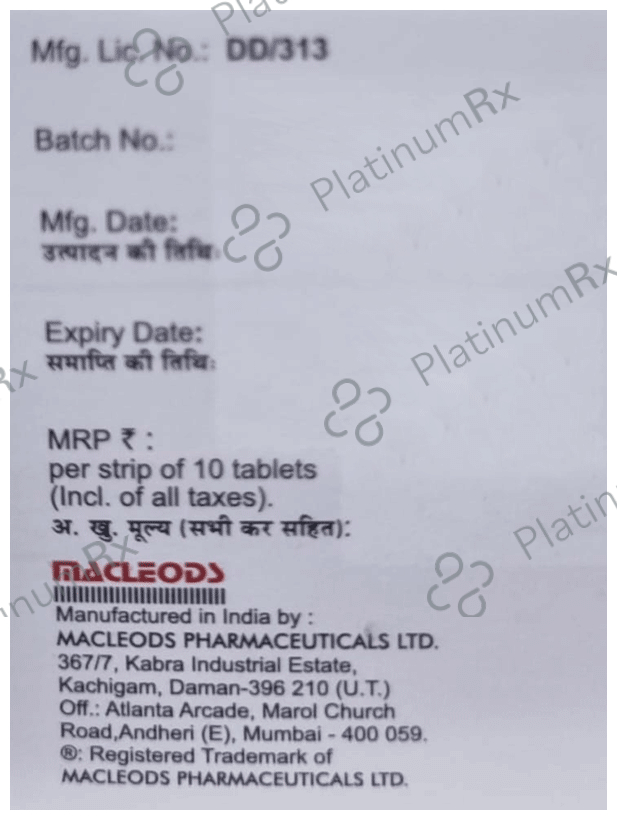 Mfg. Lic. No.: DD/313
Batch No.:
Mfg. Date:
उत्पादन की तिथि:
Expiry Date:
समाप्ति की तिथि:
MRP ₹ :
per strip of 10 tablets
(Incl. of all taxes).
अ. खु. मूल्य (सभी कर सहित):
MACLEODS
Manufactured in India by :
MACLEODS PHARMACEUTICALS LTD.
367/7, Kabra Industrial Estate,
Kachigam, Daman-396 210 (U.T.)
Off.: Atlanta Arcade, Marol Church
Road,Andheri (E), Mumbai - 400 059.
®: Registered Trademark of
MACLEODS PHARMACEUTICALS LTD.
PlatinumRx
PlatinumRx